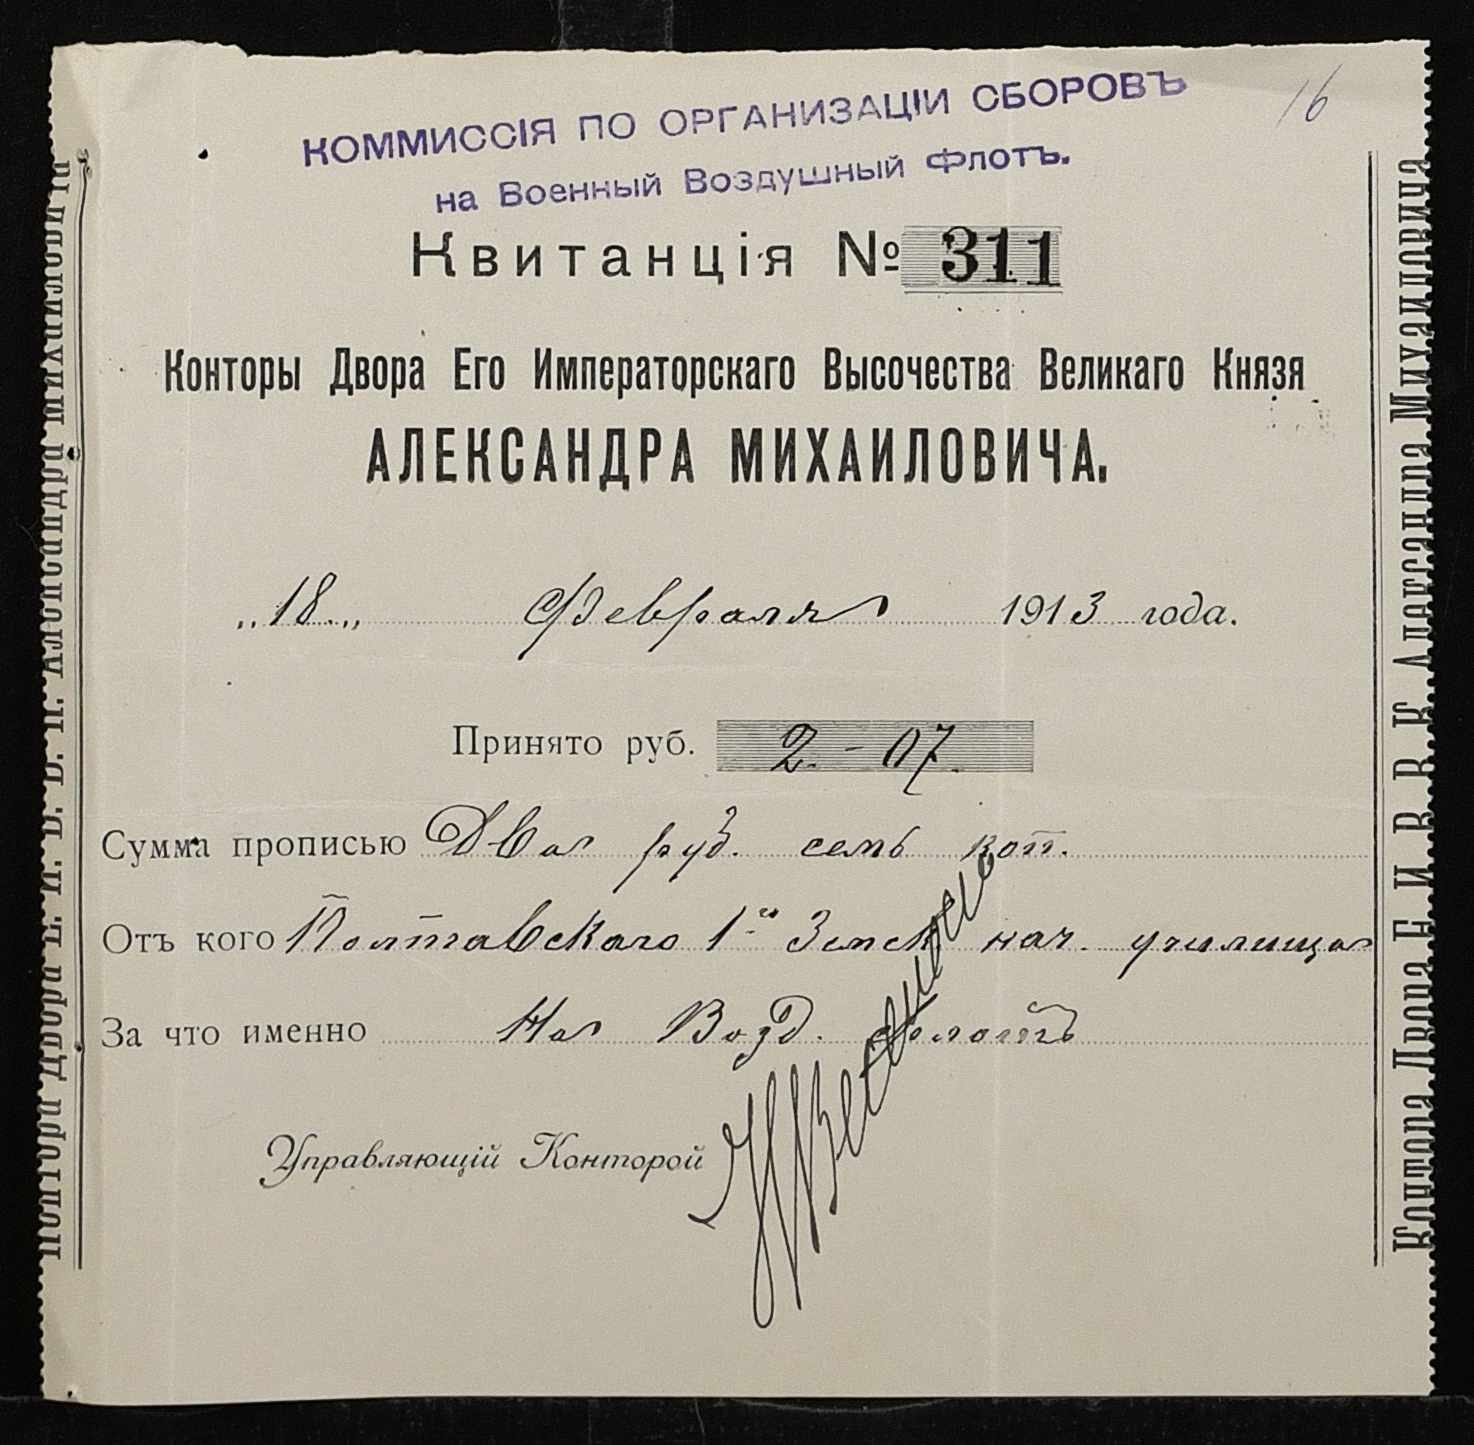 16
КОММИССІЯ ПО ОРГАНИЗАЦІИ СБОРОВЪ
на Военный Воздушный Флотъ.
Квитанція № 311
Конторы Двора Его Императорскаго Высочества Великаго Князя
АЛЕКСАНДРА МИХАИЛОВИЧА.
„18„ Февраля 1913 года.
Принято руб. 2-07.
Сумма прописью Два руб. семь коп.
Отъ кого Полтавскаго 1го Земск нач. училища
За что именно На Возд. флотъ
Управляющій Конторой
Контора Двора Е. И. В. В. К. Александра Михаиловича
Контора Двора Е. И. В. В. К. Александра Михаиловича